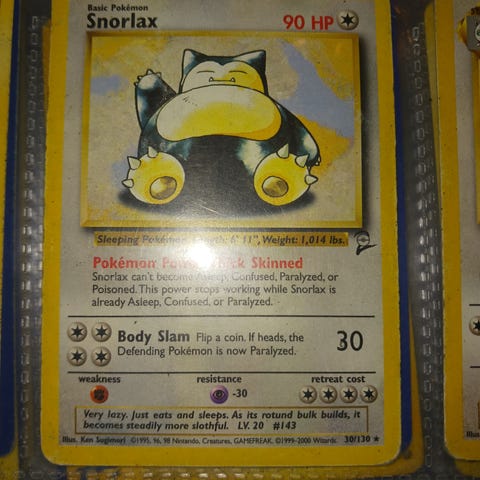 Basic Pokémon
Snorlax 90 HP
Sleeping Pokémon. Length: 6' 11", Weight: 1,014 lbs.
Pokémon Power: Thick Skinned
Snorlax can't become Asleep, Confused, Paralyzed, or
Poisoned. This power stops working while Snorlax is
already Asleep, Confused, or Paralyzed.
Body Slam Flip a coin. If heads, the 30
Defending Pokémon is now Paralyzed.
weakness resistance retreat cost
-30
Very lazy. Just eats and sleeps. As its rotund bulk builds, it
becomes steadily more slothful. LV. 20 #143
Illus. Ken Sugimori ©1995, 96, 98 Nintendo, Creatures, GAMEFREAK. ©1999-2000 Wizards. 30/130 ★